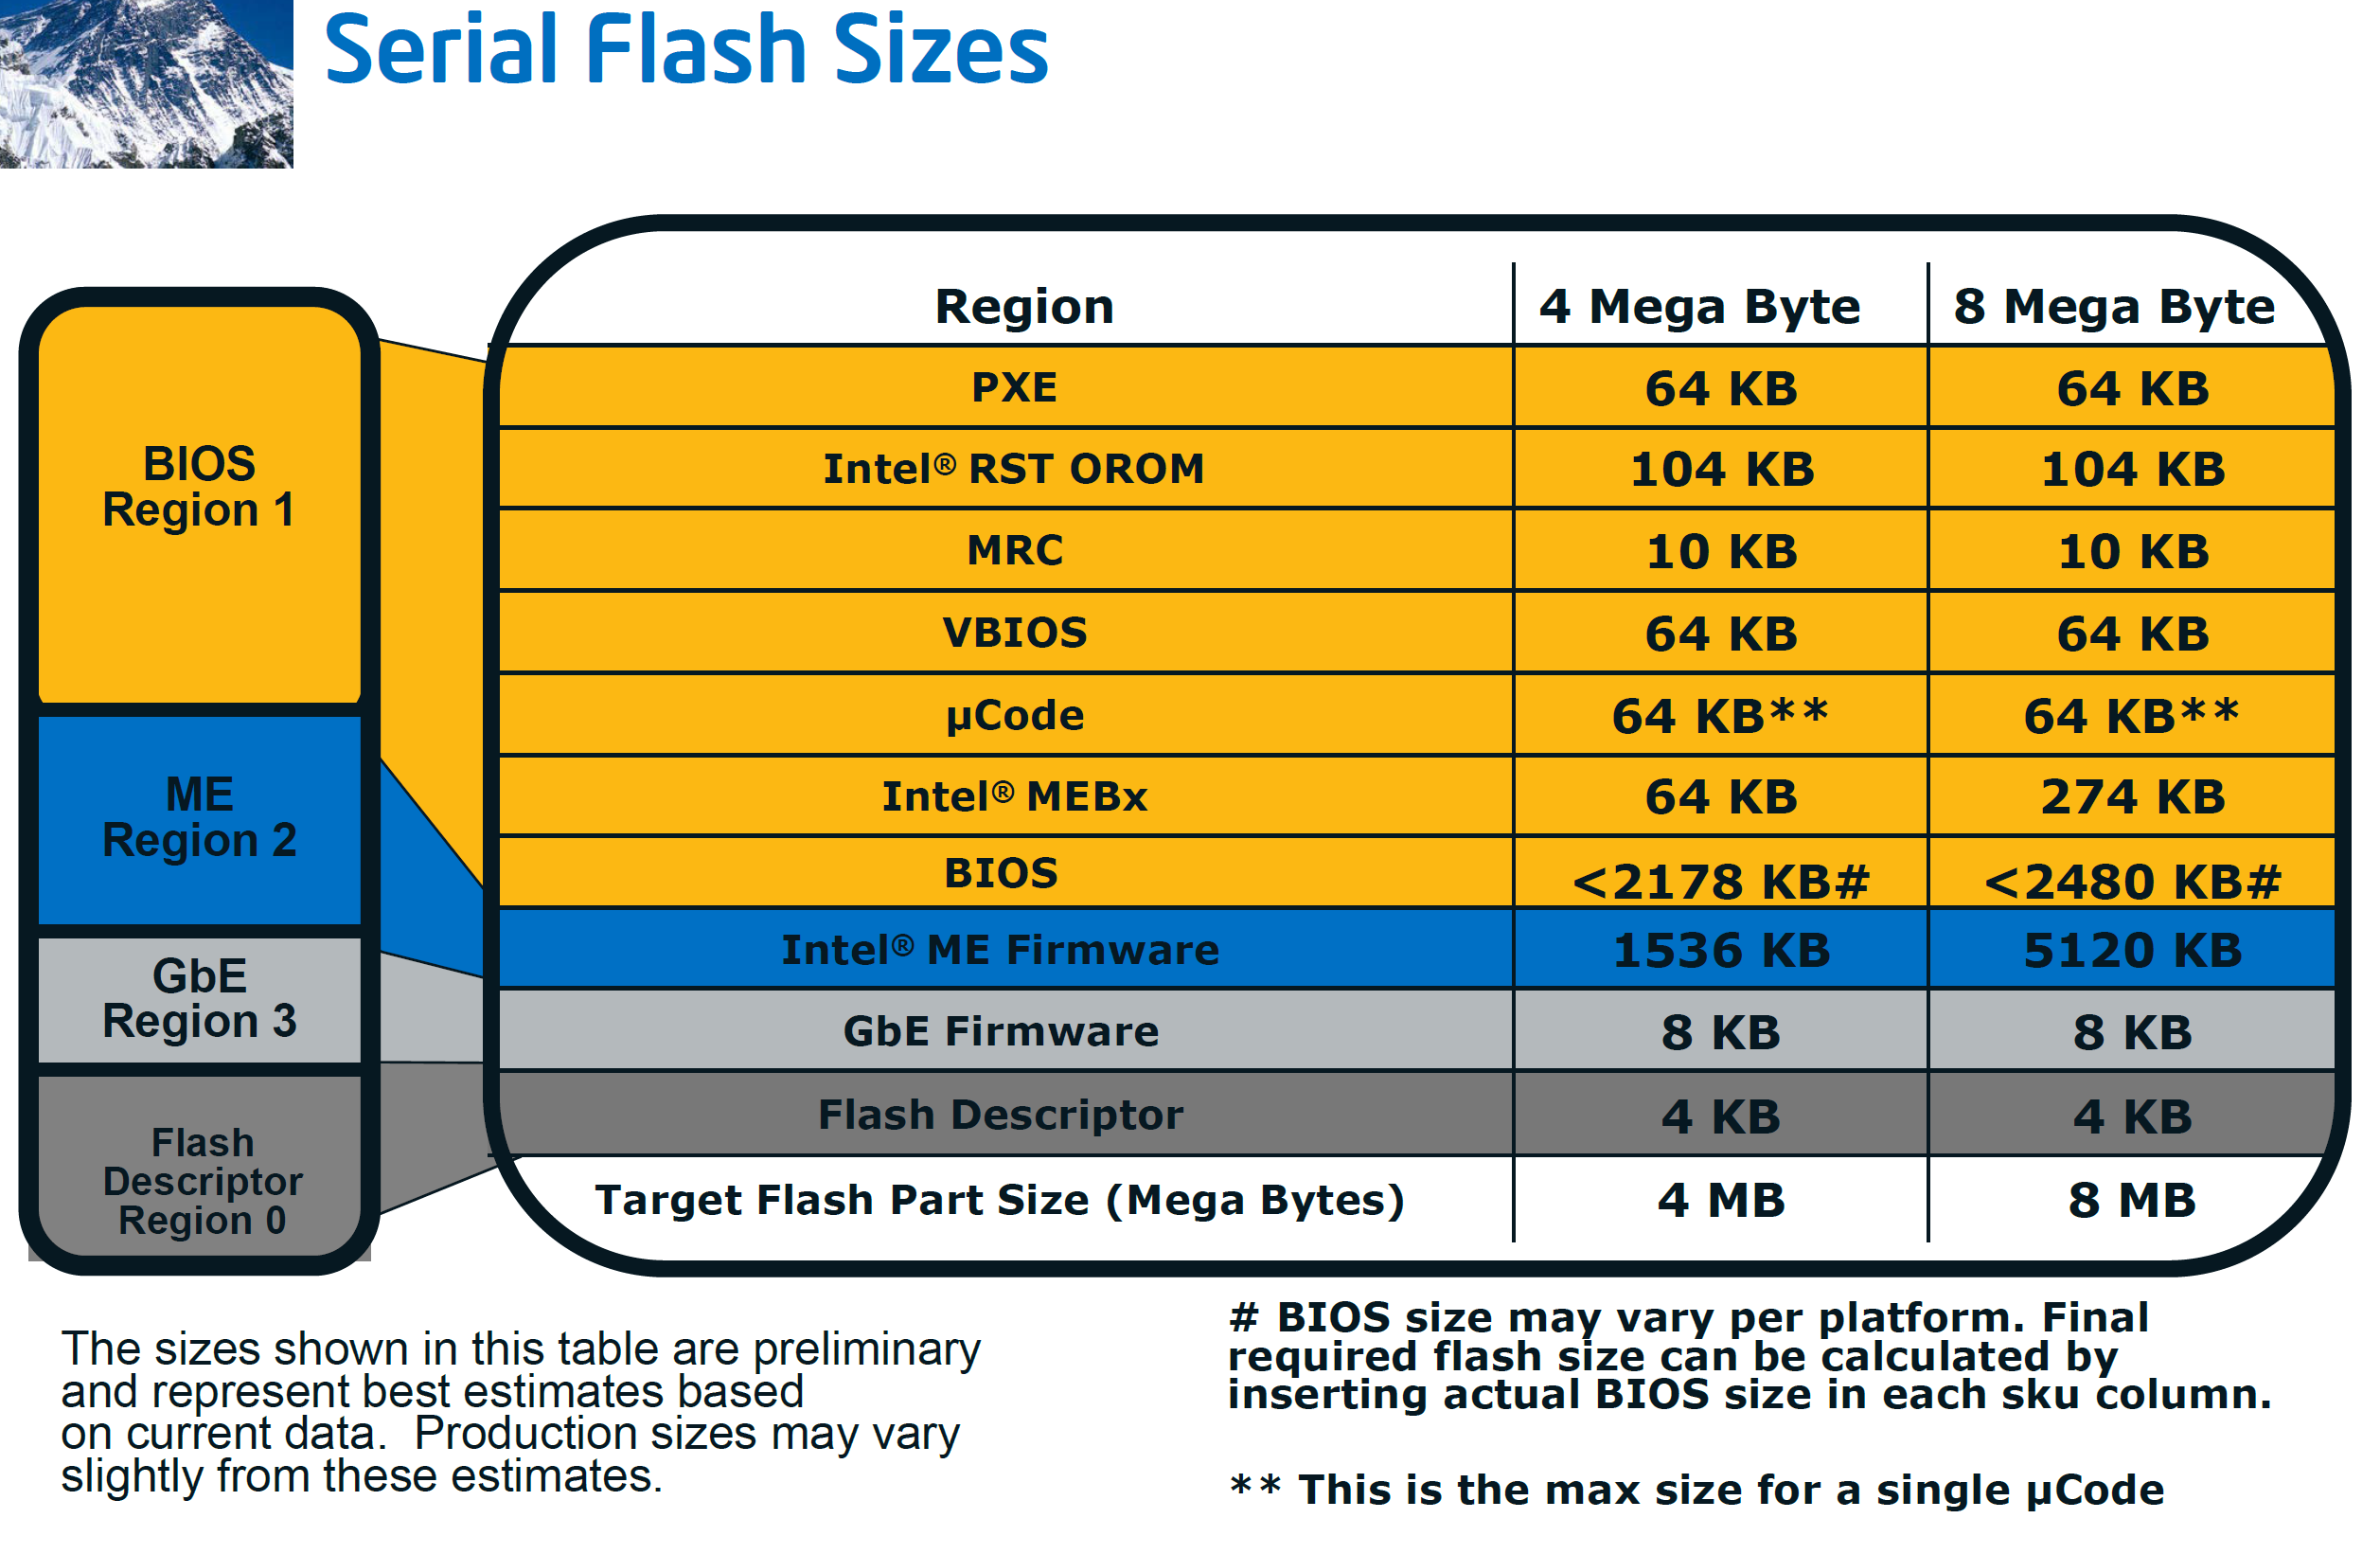 Serial Flash Sizes
BIOS
Region 1
ME
Region 2
GbE
Region 3
Flash
Descriptor
Region 0
Region 4 Mega Byte 8 Mega Byte
PXE 64 KB 64 KB
Intel® RST OROM 104 KB 104 KB
MRC 10 KB 10 KB
VBIOS 64 KB 64 KB
µCode 64 KB** 64 KB**
Intel® MEBx 64 KB 274 KB
BIOS <2178 KB# <2480 KB#
Intel® ME Firmware 1536 KB 5120 KB
GbE Firmware 8 KB 8 KB
Flash Descriptor 4 KB 4 KB
Target Flash Part Size (Mega Bytes) 4 MB 8 MB
The sizes shown in this table are preliminary
and represent best estimates based
on current data. Production sizes may vary
slightly from these estimates.
# BIOS size may vary per platform. Final
required flash size can be calculated by
inserting actual BIOS size in each sku column.
** This is the max size for a single µCode